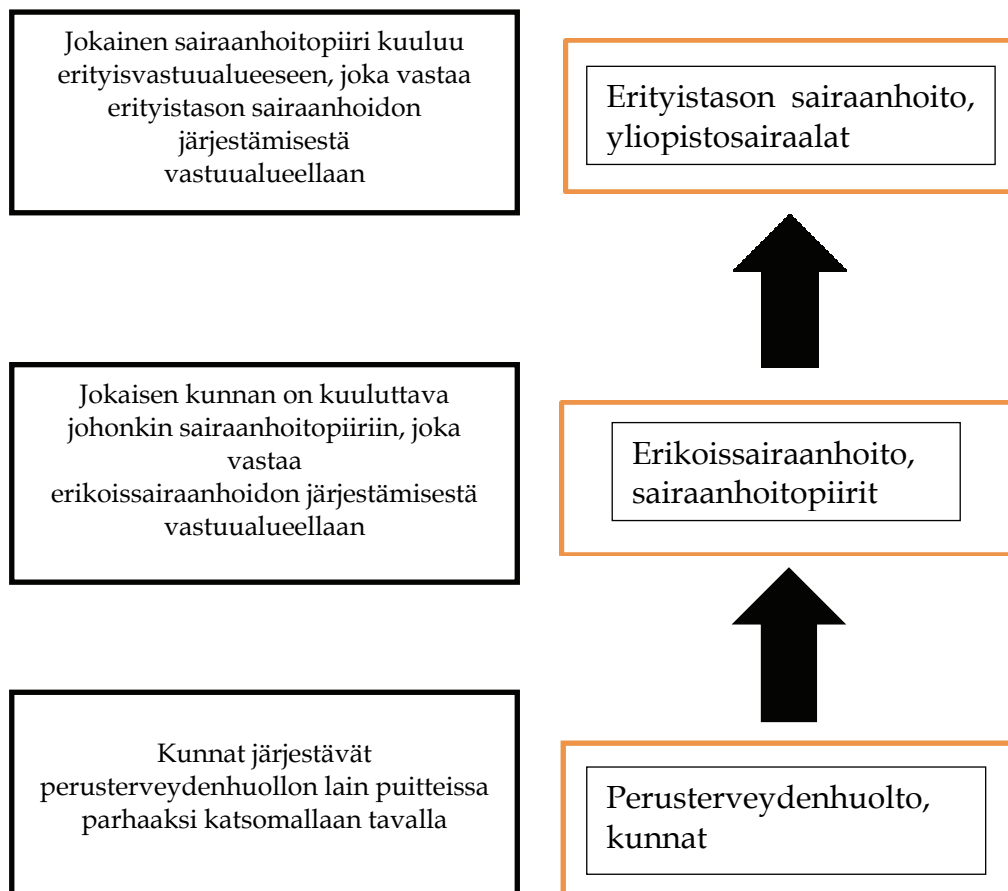 Jokainen sairaanhoitopiiri kuuluu
erityisvastuualueeseen, joka vastaa
erityistason sairaanhoidon
järjestämisestä
vastuualueellaan
Erityistason sairaanhoito,
yliopistosairaalat
Jokaisen kunnan on kuuluttava
johonkin sairaanhoitopiiriin, joka
vastaa
erikoissairaanhoidon järjestämisestä
vastuualueellaan
Erikoissairaanhoito,
sairaanhoitopiirit
Kunnat järjestävät
perusterveydenhuollon lain puitteissa
parhaaksi katsomallaan tavalla
Perusterveydenhuolto,
kunnat